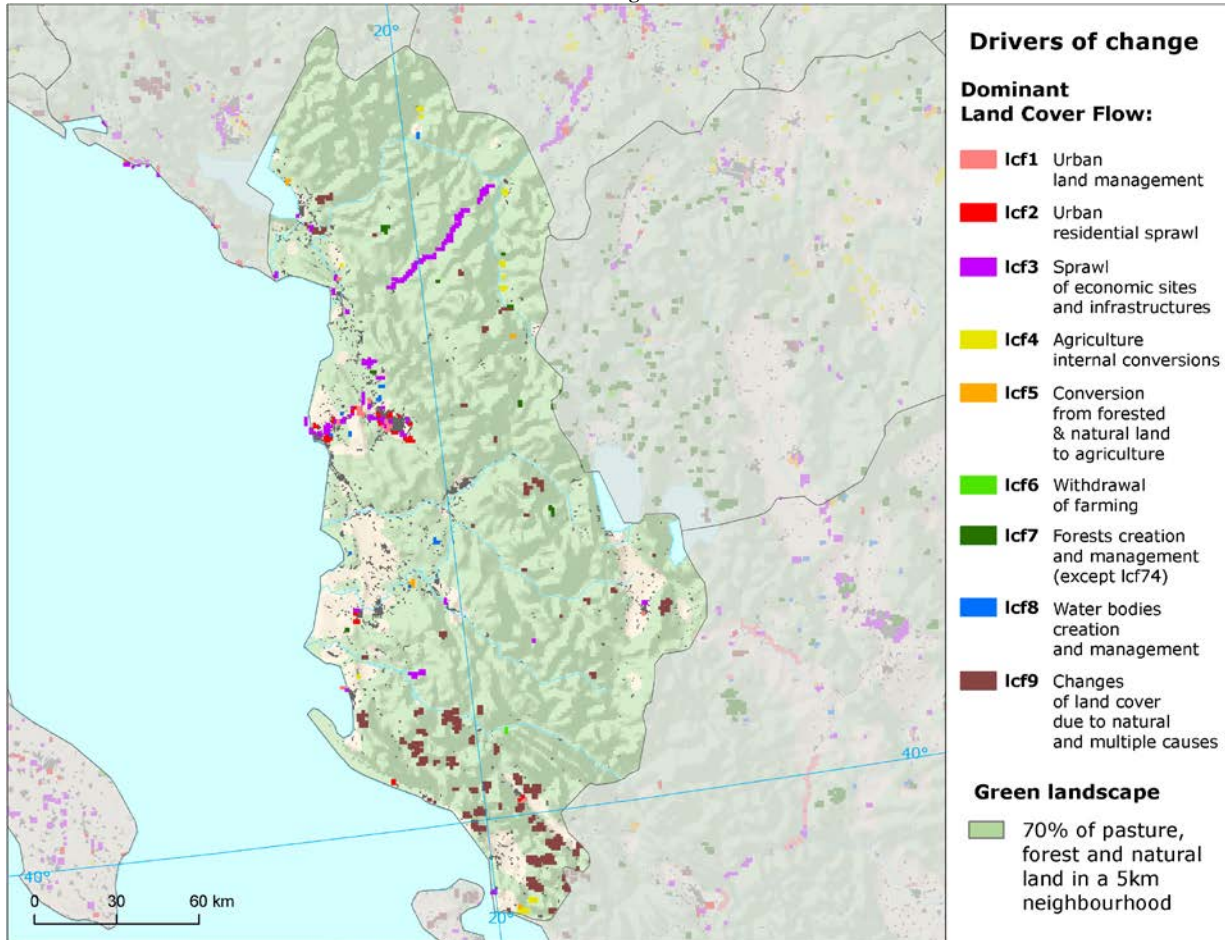 20°
40°
40°
20°
0 30 60 km
Drivers of change
Dominant
Land Cover Flow:
lcf1 Urban
land management
lcf2 Urban
residential sprawl
lcf3 Sprawl
of economic sites
and infrastructures
lcf4 Agriculture
internal conversions
lcf5 Conversion
from forested
& natural land
to agriculture
lcf6 Withdrawal
of farming
lcf7 Forests creation
and management
(except lcf74)
lcf8 Water bodies
creation
and management
lcf9 Changes
of land cover
due to natural
and multiple causes
Green landscape
70% of pasture,
forest and natural
land in a 5km
neighbourhood